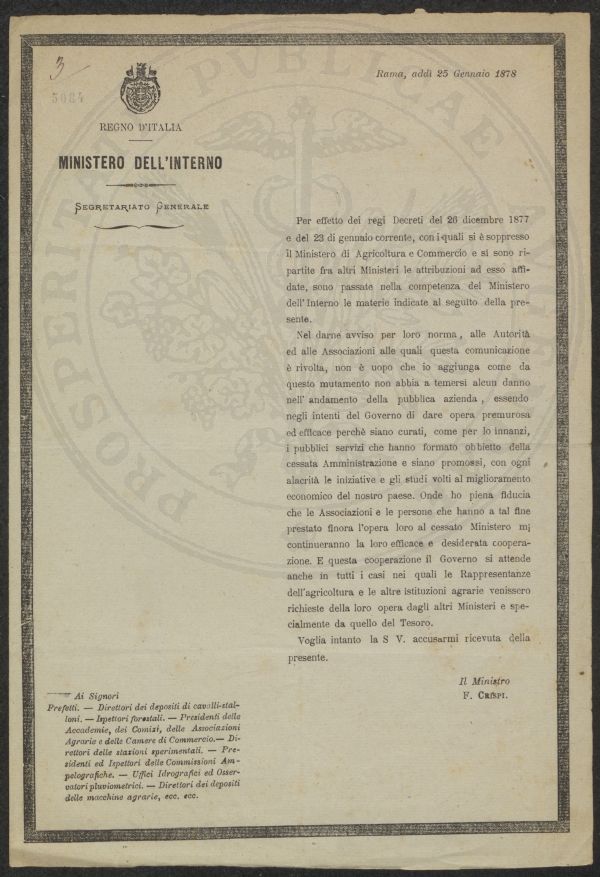 3
5084
REGNO D'ITALIA
MINISTERO DELL'INTERNO
SEGRETARIATO GENERALE
Roma, addì 25 Gennaio 1878
Per effetto dei regi Decreti del 26 dicembre 1877
e del 23 di gennaio corrente, con i quali si è soppresso
il Ministero di Agricoltura e Commercio e si sono ri-
partite fra altri Ministeri le attribuzioni ad esso affi-
date, sono passate nella competenza del Ministero
dell'Interno le materie indicate al seguito della pre-
sente.
Nel darne avviso per loro norma, alle Autorità
ed alle Associazioni alle quali questa comunicazione
è rivolta, non è uopo che io aggiunga come da
questo mutamento non abbia a temersi alcun danno
nell' andamento della pubblica azienda, essendo
negli intenti del Governo di dare opera premurosa
ed efficace perchè siano curati, come per lo innanzi,
i pubblici servizi che hanno formato obbietto della
cessata Amministrazione e siano promossi, con ogni
alacrità le iniziative e gli studi volti al miglioramento
economico del nostro paese. Onde ho piena fiducia
che le Associazioni e le persone che hanno a tal fine
prestato finora l'opera loro al cessato Ministero mi
continueranno la loro efficace e desiderata coopera-
zione. E questa cooperazione il Governo si attende
anche in tutti i casi nei quali le Rappresentanze
dell'agricoltura e le altre istituzioni agrarie venissero
richieste della loro opera dagli altri Ministeri e spe-
cialmente da quello del Tesoro.
Voglia intanto la S V. accusarmi ricevuta della
presente.
Il Ministro
F. CRISPI.
Ai Signori
Prefetti. — Direttori dei depositi di cavalli-stal-
loni. — Ispettori forestali. — Presidenti delle
Accademie, dei Comizi, delle Associazioni
Agrarie e delle Camere di Commercio. — Di-
rettori delle stazioni sperimentali. — Pre-
sidenti ed Ispettori delle Commissioni Am-
pelografiche. — Uffici Idrografici ed Osser-
vatori pluviometrici. — Direttori dei depositi
delle macchine agrarie, ecc. ecc.
PROSPERITATI PVBLICAE AVGENDAE